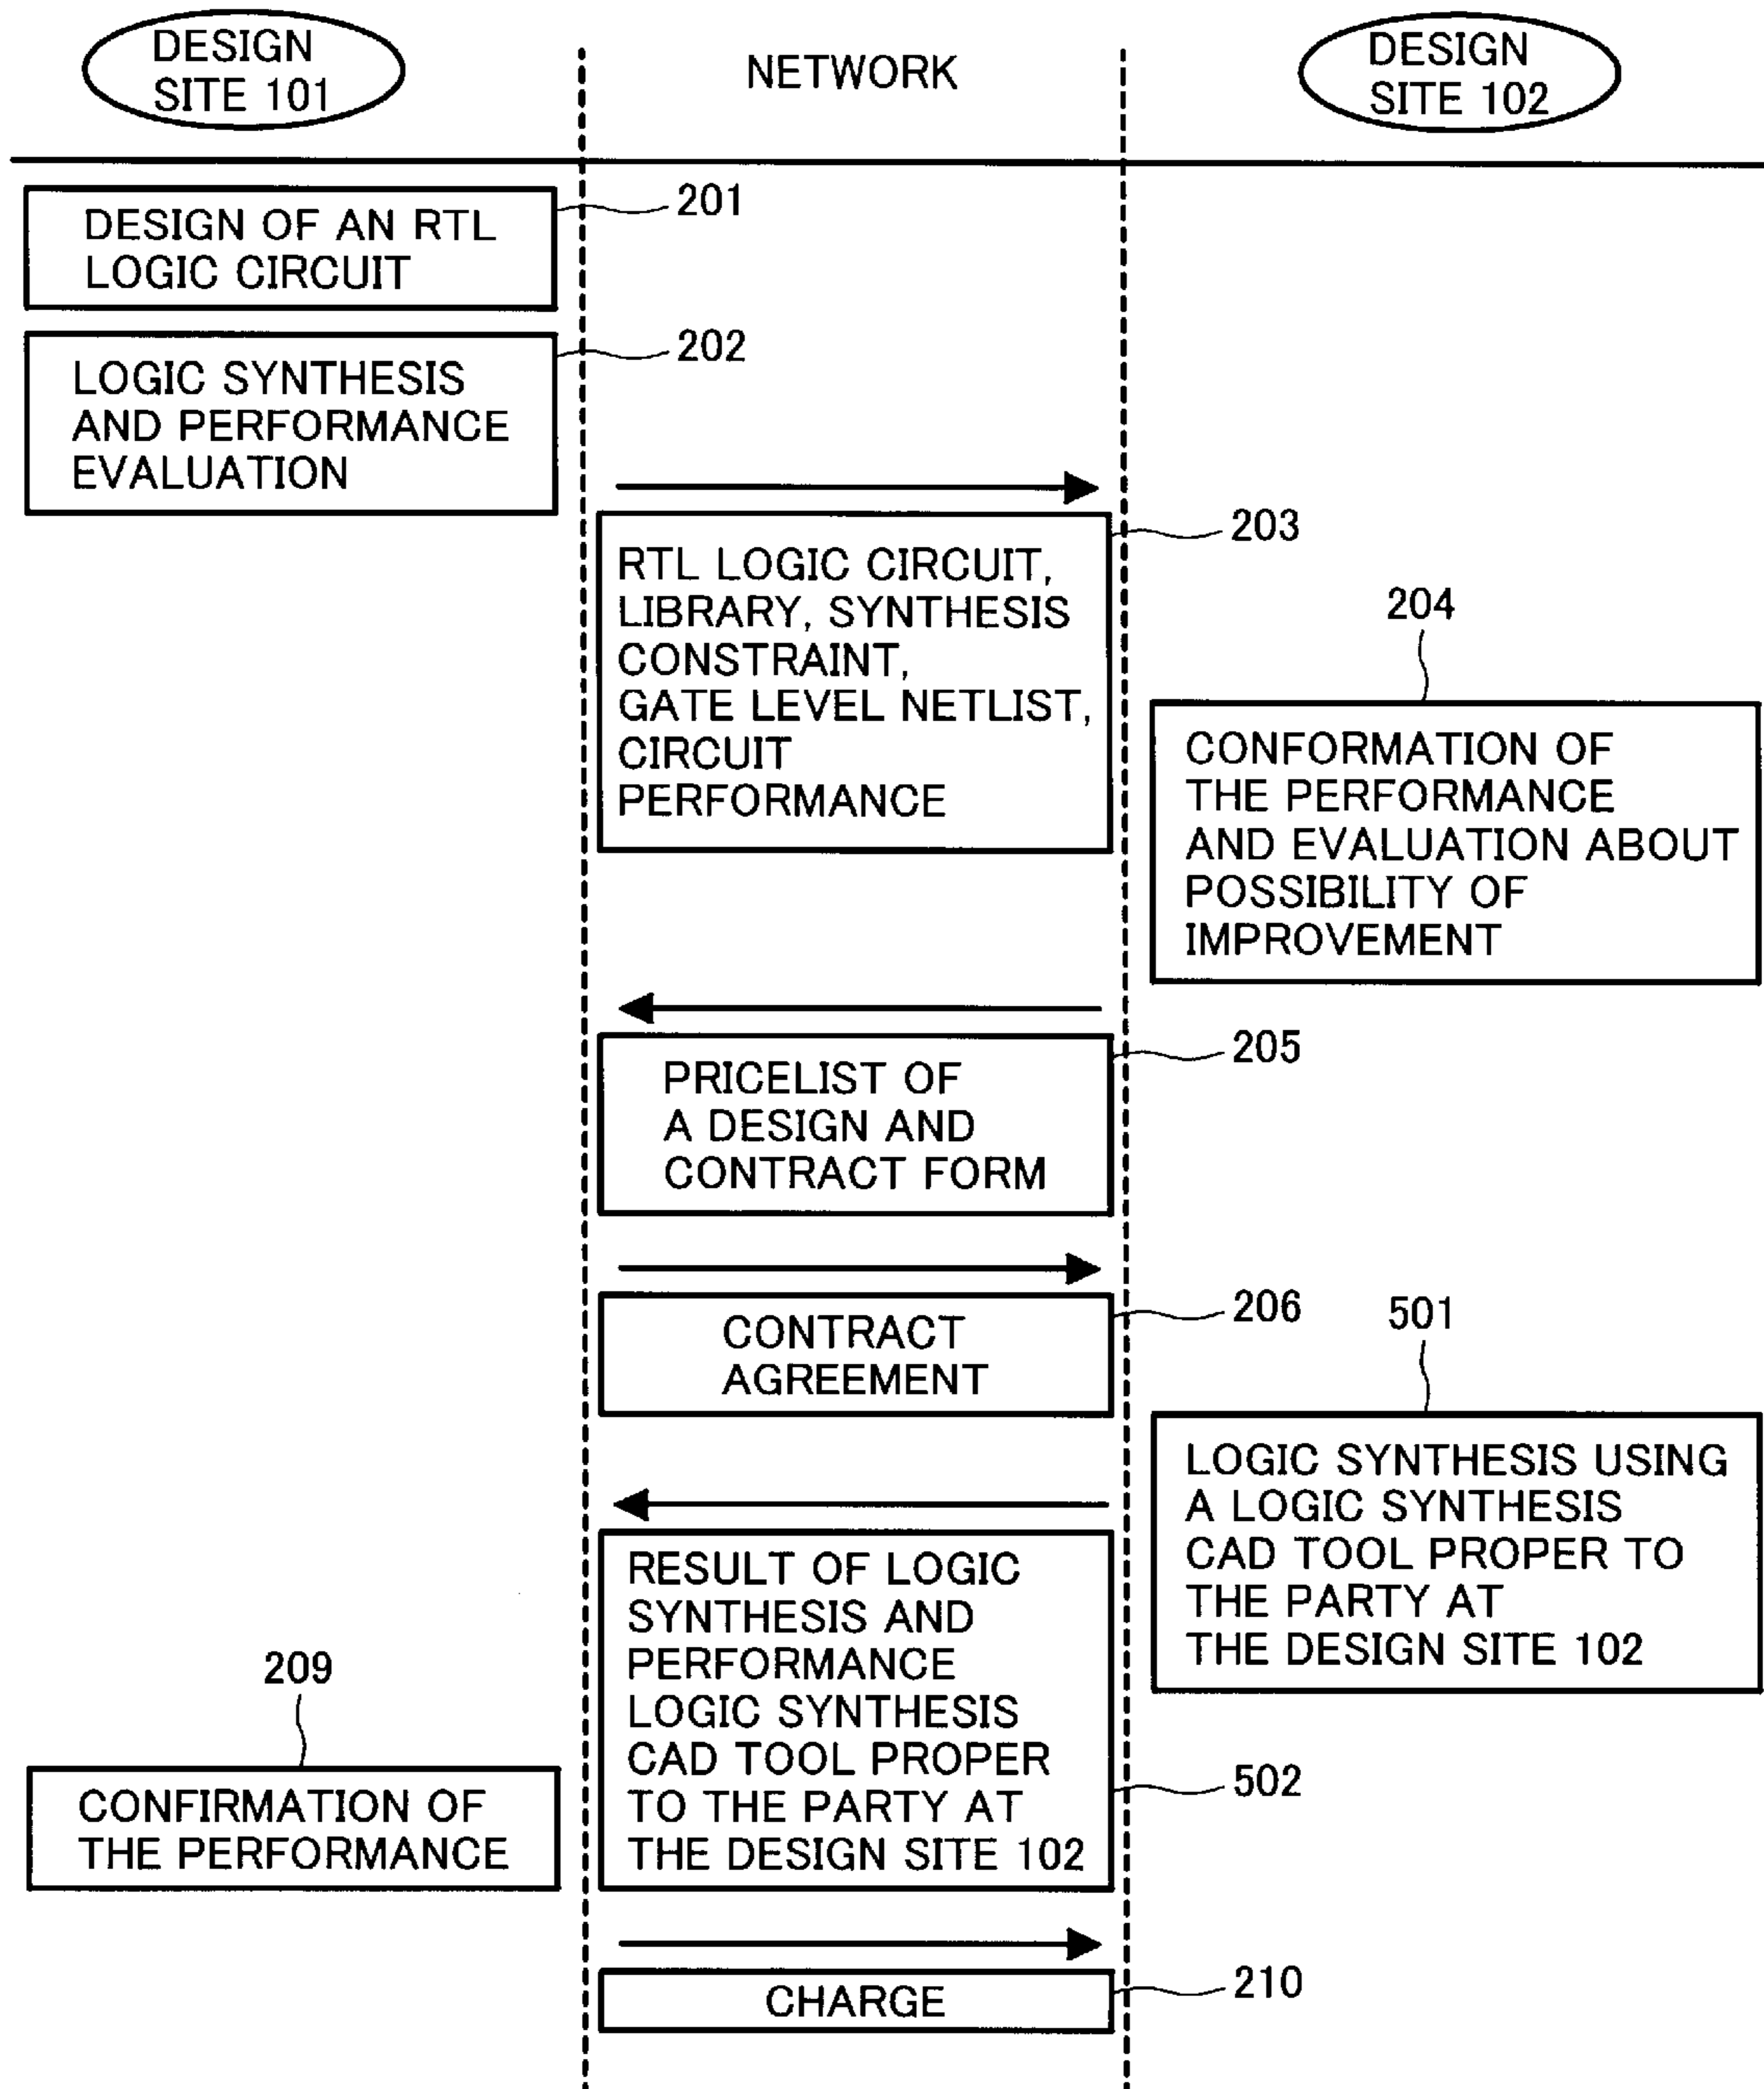 DESIGN
SITE 101
NETWORK
DESIGN
SITE 102
DESIGN OF AN RTL
LOGIC CIRCUIT
201
LOGIC SYNTHESIS
AND PERFORMANCE
EVALUATION
202
RTL LOGIC CIRCUIT,
LIBRARY, SYNTHESIS
CONSTRAINT,
GATE LEVEL NETLIST,
CIRCUIT
PERFORMANCE
203
204
CONFORMATION OF
THE PERFORMANCE
AND EVALUATION ABOUT
POSSIBILITY OF
IMPROVEMENT
PRICELIST OF
A DESIGN AND
CONTRACT FORM
205
CONTRACT
AGREEMENT
206
501
LOGIC SYNTHESIS USING
A LOGIC SYNTHESIS
CAD TOOL PROPER TO
THE PARTY AT
THE DESIGN SITE 102
RESULT OF LOGIC
SYNTHESIS AND
PERFORMANCE
LOGIC SYNTHESIS
CAD TOOL PROPER
TO THE PARTY AT
THE DESIGN SITE 102
502
209
CONFIRMATION OF
THE PERFORMANCE
CHARGE
210